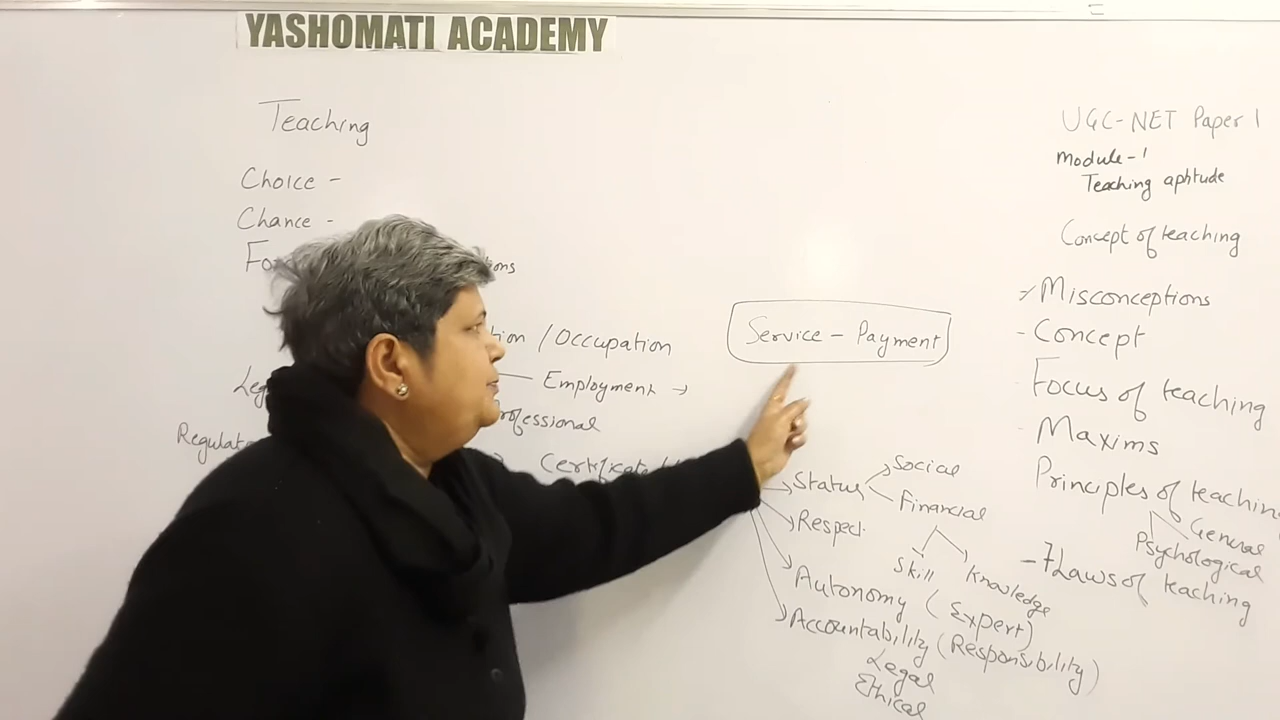 YASHOMATI ACADEMY
Teaching
Choice -
Chance -
/ Occupation
Employment →
Service - Payment
Status
Social
Financial
Skill
Knowledge
Respect
Autonomy (Expert)
Accountability (Responsibility)
Legal
Ethical
UGC-NET Paper 1
Module-1
Teaching aptitude
Concept of teaching
Misconceptions
- Concept
Focus of teaching
- Maxims
Principles of teaching
General
Psychological
- 7 Laws of teaching